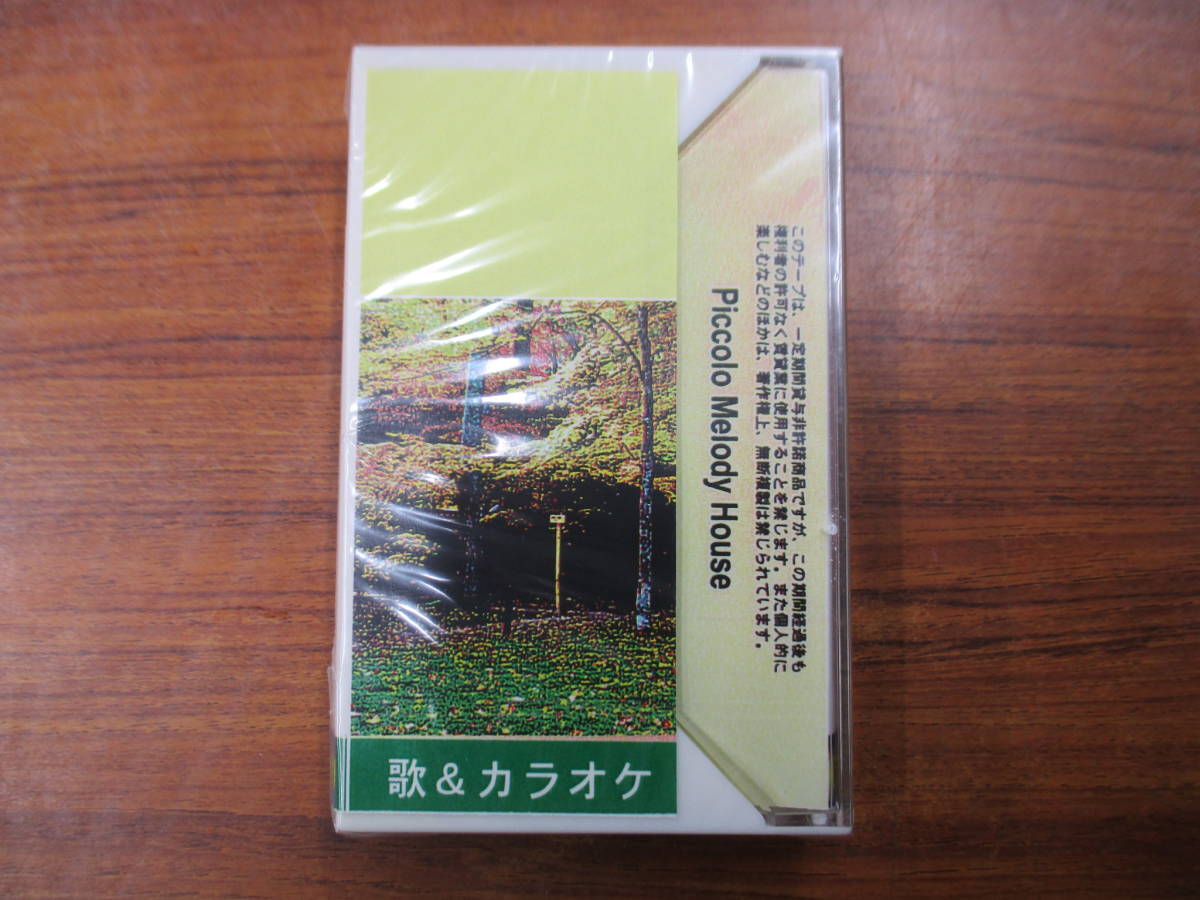 このテープは、一定期間貸与非許諾商品ですが、この期間経過後も
権利者の許可なく賃貸業に使用することを禁じます。また個人的に
楽しむなどのほかは、著作権上、無断複製は禁じられています。
Piccolo Melody House
歌&カラオケ